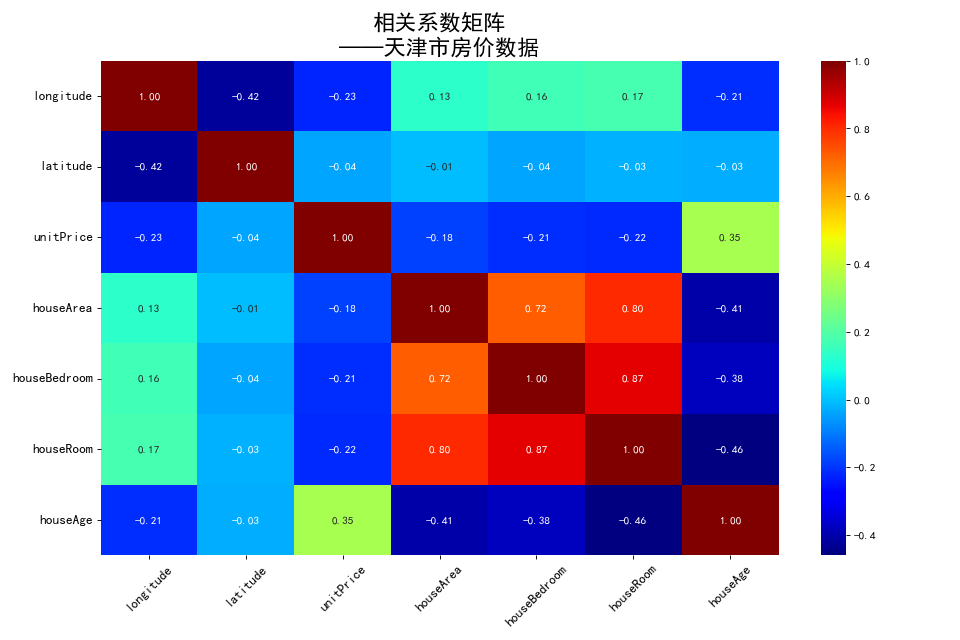 相关系数矩阵
——天津市房价数据
longitude 1.00 -0.42 -0.23 0.13 0.16 0.17 -0.21
latitude -0.42 1.00 -0.04 -0.01 -0.04 -0.03 -0.03
unitPrice -0.23 -0.04 1.00 -0.18 -0.21 -0.22 0.35
houseArea 0.13 -0.01 -0.18 1.00 0.72 0.80 -0.41
houseBedroom 0.16 -0.04 -0.21 0.72 1.00 0.87 -0.38
houseRoom 0.17 -0.03 -0.22 0.80 0.87 1.00 -0.46
houseAge -0.21 -0.03 0.35 -0.41 -0.38 -0.46 1.00
longitude latitude unitPrice houseArea houseBedroom houseRoom houseAge
1.0
0.8
0.6
0.4
0.2
0.0
-0.2
-0.4